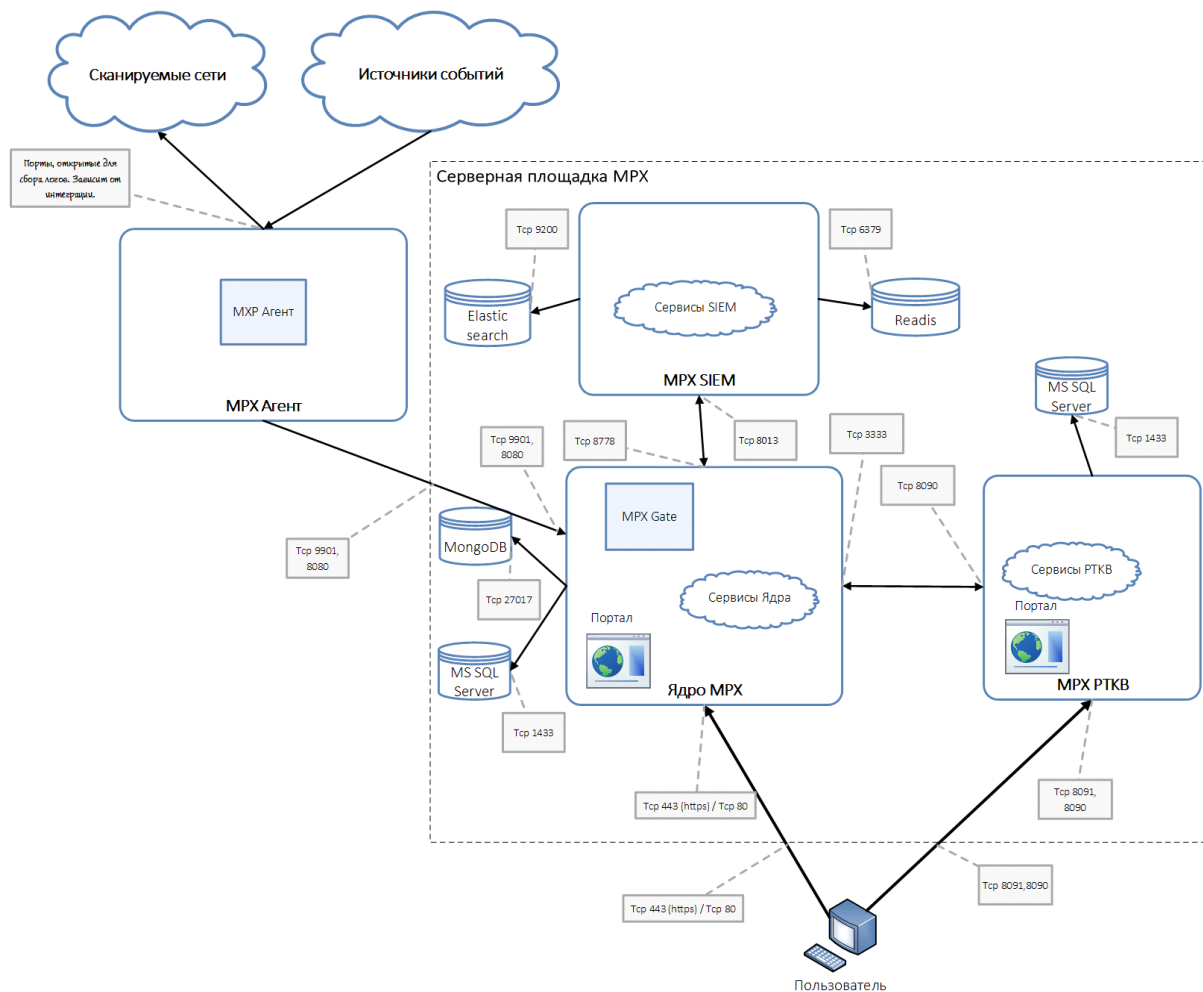 Сканируемые сети
Источники событий
Порты, открытые для
сбора логов. Зависит от
интеграции.
Серверная площадка MPX
Tcp 9200
Tcp 6379
MXP Агент
Сервисы SIEM
Elastic
search
Readis
MPX SIEM
MPX Агент
MS SQL
Server
Tcp 9901,
8080
Tcp 8778
Tcp 8013
Tcp 3333
Tcp 1433
Tcp 8090
MPX Gate
Tcp 9901,
8080
MongoDB
Tcp 27017
Сервисы Ядра
Сервисы PTKB
Портал
Портал
MS SQL
Server
Ядро MPX
MPX PTKB
Tcp 1433
Tcp 443 (https) / Tcp 80
Tcp 8091,
8090
Tcp 8091,8090
Tcp 443 (https) / Tcp 80
Пользователь